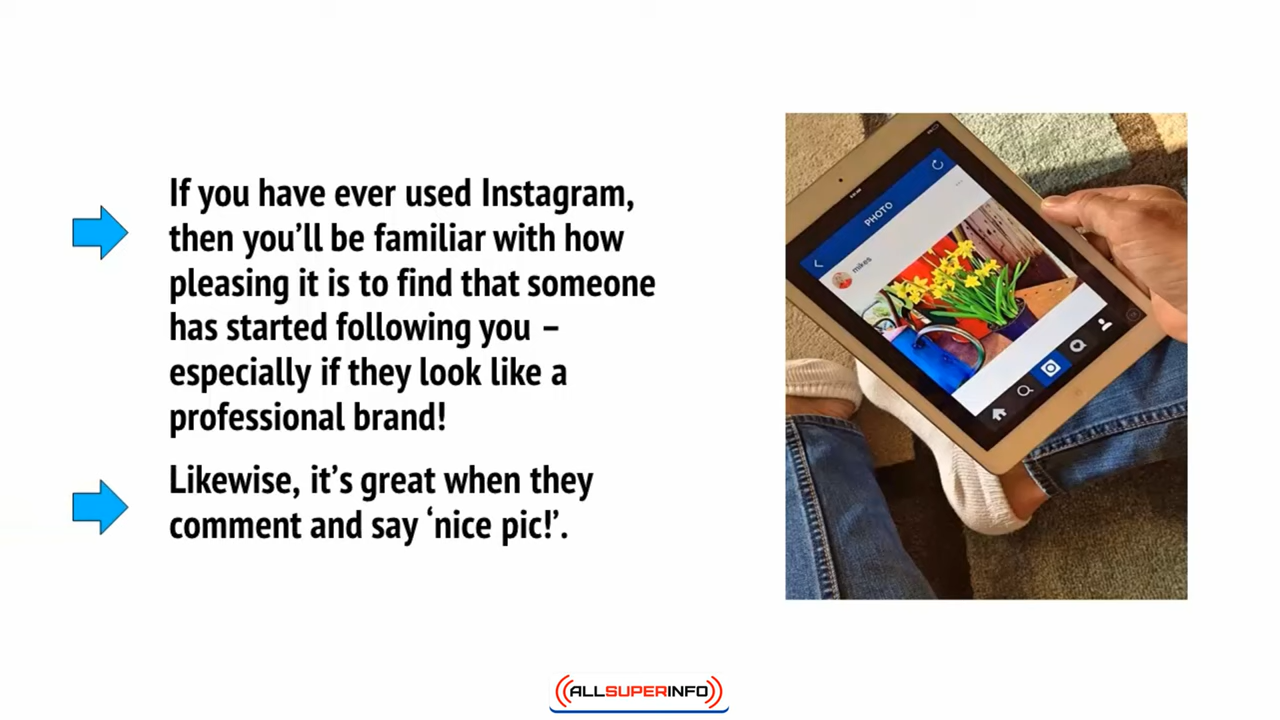 If you have ever used Instagram,
then you'll be familiar with how
pleasing it is to find that someone
has started following you –
especially if they look like a
professional brand!
Likewise, it's great when they
comment and say ‘nice pic!’.
PHOTO
mikes
ALLSUPERINFO